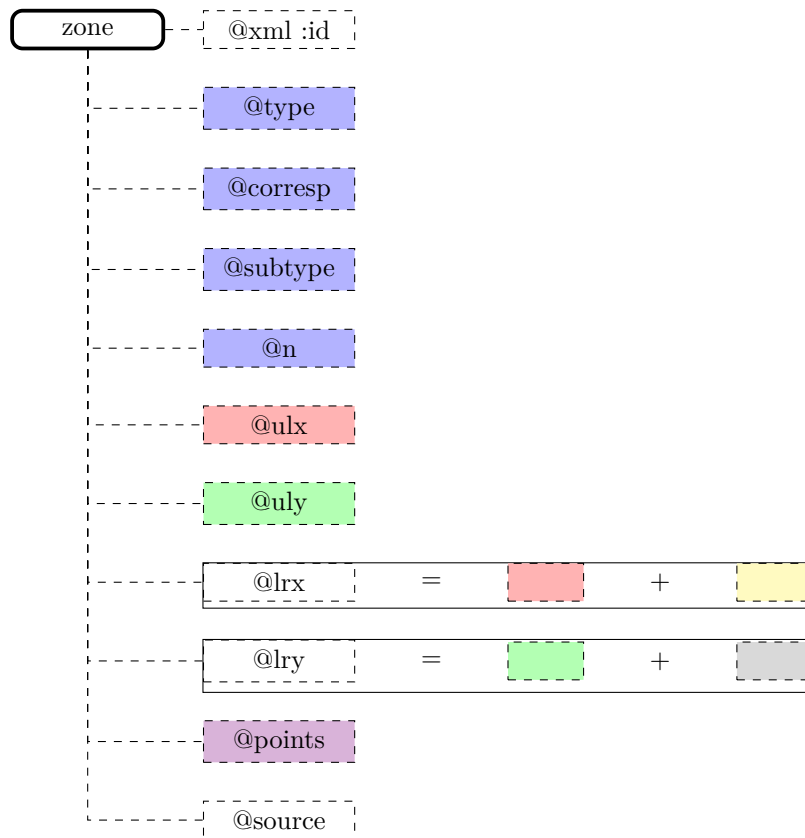 zone @xml :id
@type
@corresp
@subtype
@n
@ulx
@uly
@lrx = +
@lry = +
@points
@source